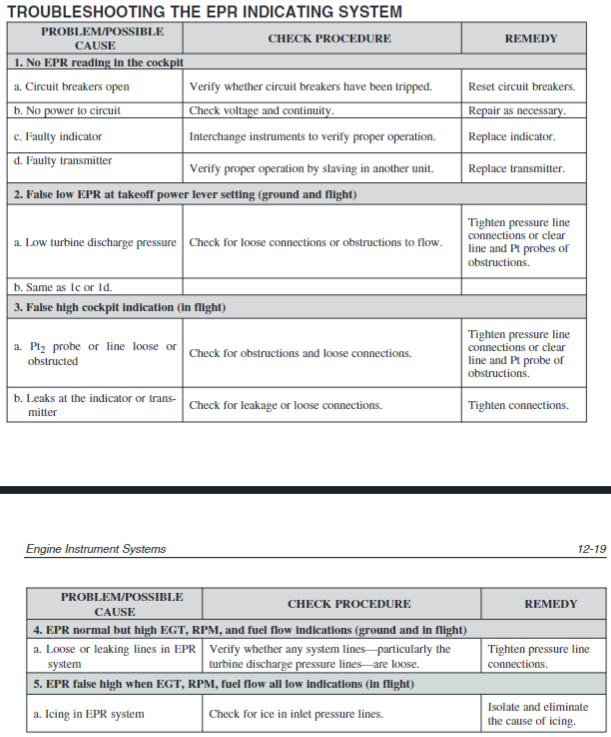 TROUBLESHOOTING THE EPR INDICATING SYSTEM
PROBLEM/POSSIBLE
CAUSE
CHECK PROCEDURE
REMEDY
1. No EPR reading in the cockpit
a. Circuit breakers open
Verify whether circuit breakers have been tripped.
Reset circuit breakers.
b. No power to circuit
Check voltage and continuity.
Repair as necessary.
c. Faulty indicator
Interchange instruments to verify proper operation.
Replace indicator.
d. Faulty transmitter
Verify proper operation by slaving in another unit.
Replace transmitter.
2. False low EPR at takeoff power lever setting (ground and flight)
a. Low turbine discharge pressure
Check for loose connections or obstructions to flow.
Tighten pressure line
connections or clear
line and Pt probes of
obstructions.
b. Same as 1c or 1d.
3. False high cockpit indication (in flight)
a. Pt₂ probe or line loose or
obstructed
Check for obstructions and loose connections.
Tighten pressure line
connections or clear
line and Pt probe of
obstructions.
b. Leaks at the indicator or trans-
mitter
Check for leakage or loose connections.
Tighten connections.
Engine Instrument Systems
12-19
PROBLEM/POSSIBLE
CAUSE
CHECK PROCEDURE
REMEDY
4. EPR normal but high EGT, RPM, and fuel flow indications (ground and in flight)
a. Loose or leaking lines in EPR
system
Verify whether any system lines—particularly the
turbine discharge pressure lines—are loose.
Tighten pressure line
connections.
5. EPR false high when EGT, RPM, fuel flow all low indications (in flight)
a. Icing in EPR system
Check for ice in inlet pressure lines.
Isolate and eliminate
the cause of icing.